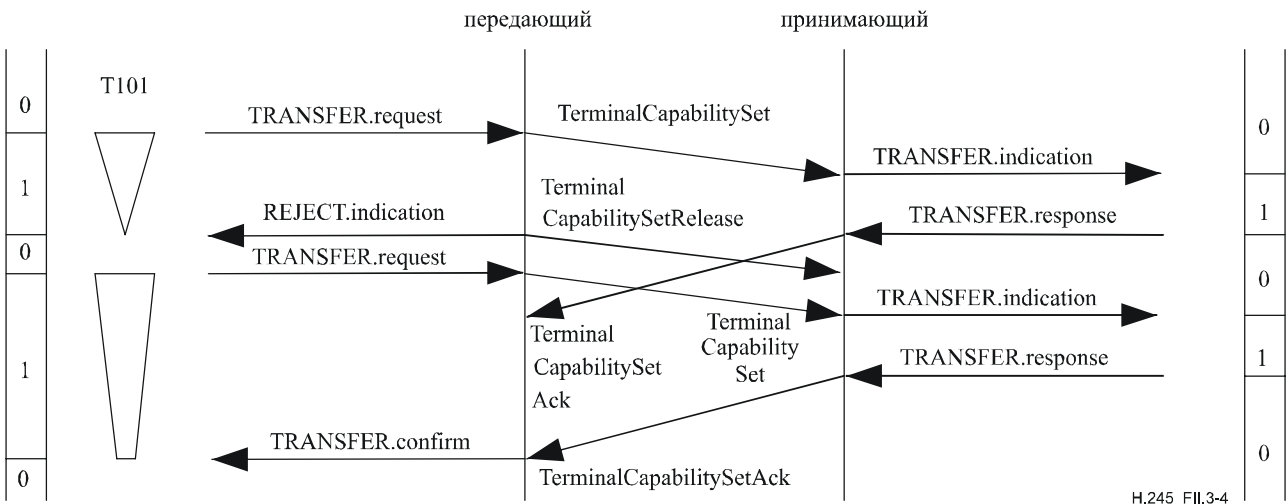 передающий принимающий
T101
0
TRANSFER.request
TerminalCapabilitySet
0
TRANSFER.indication
1
Terminal
CapabilitySetRelease
REJECT.indication
TRANSFER.response
1
0
TRANSFER.request
0
TRANSFER.indication
Terminal
CapabilitySet
Ack
Terminal
Capability
Set
1
TRANSFER.response
1
TRANSFER.confirm
0
TerminalCapabilitySetAck
0
H.245_FII.3-4